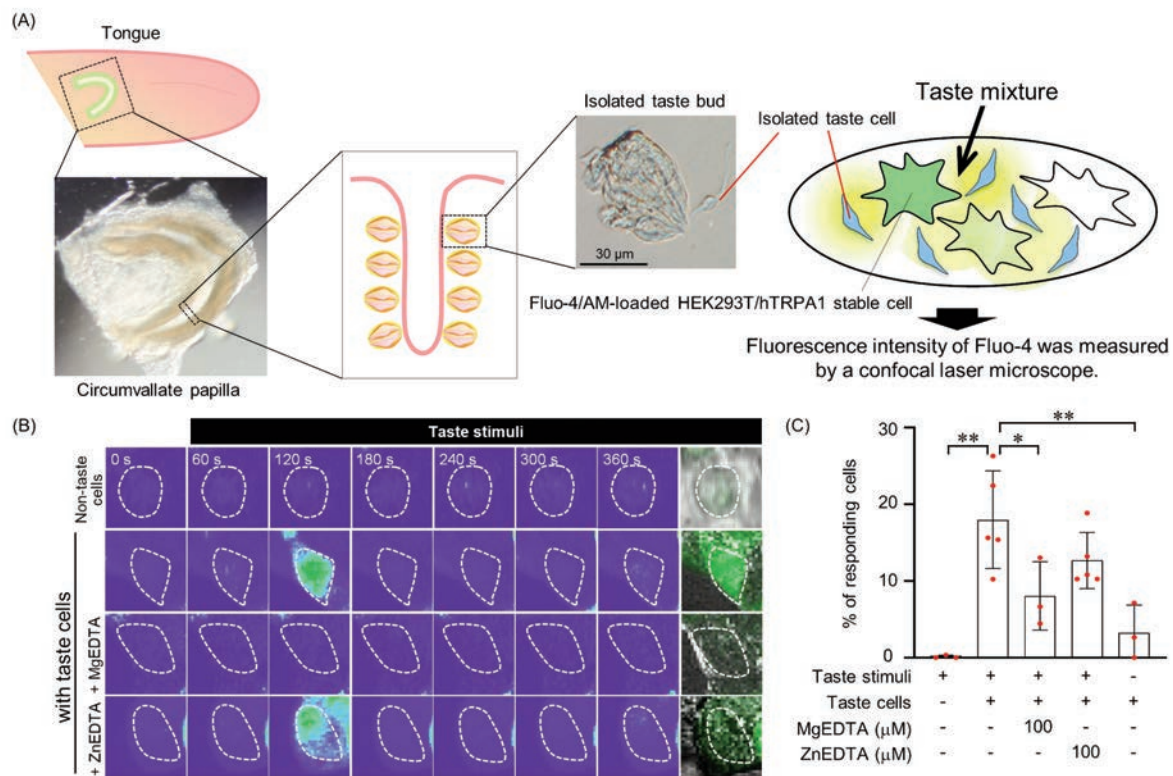 (A)
Tongue
Isolated taste bud
Isolated taste cell
Taste mixture
30 μm
Fluo-4/AM-loaded HEK293T/hTRPA1 stable cell
Circumvallate papilla
Fluorescence intensity of Fluo-4 was measured
by a confocal laser microscope.
(B)
Taste stimuli
0 s 60 s 120 s 180 s 240 s 300 s 360 s
Non-taste
cells
with taste cells
+ MgEDTA
+ ZnEDTA
(C)
% of responding cells
30
20
10
0
** * **
Taste stimuli + + + + -
Taste cells - + + + +
MgEDTA (μM) - - 100 - -
ZnEDTA (μM) - - - 100 -